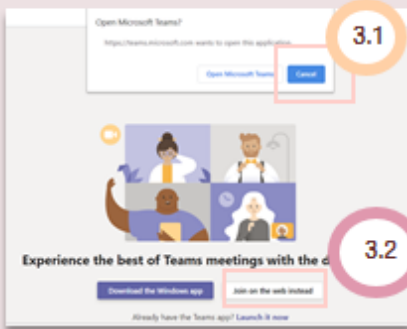 Open Microsoft Teams?
https://teams.microsoft.com wants to open this application.
Open Microsoft Teams
Cancel
3.1
Experience the best of Teams meetings with the d
3.2
Download the Windows app
Join on the web instead
Already have the Teams app? Launch it now